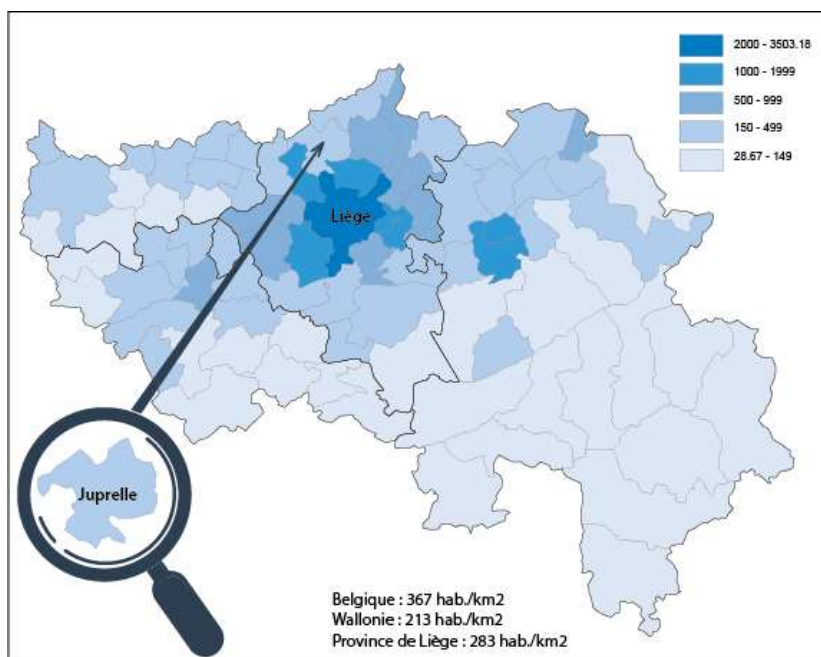 2000 - 3503.18
1000 - 1999
500 - 999
150 - 499
28.67 - 149
Liège
Juprelle
Belgique : 367 hab./km2
Wallonie : 213 hab./km2
Province de Liège : 283 hab./km2